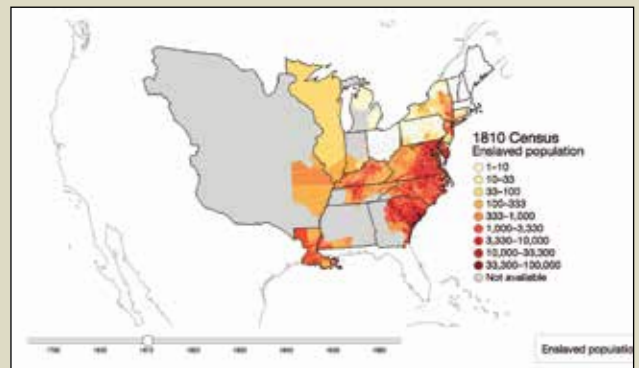 1810 Census
Enslaved population
1–10
10–33
33–100
100–333
333–1,000
1,000–3,330
3,330–10,000
10,000–33,300
33,300–100,000
Not available
Enslaved populatio